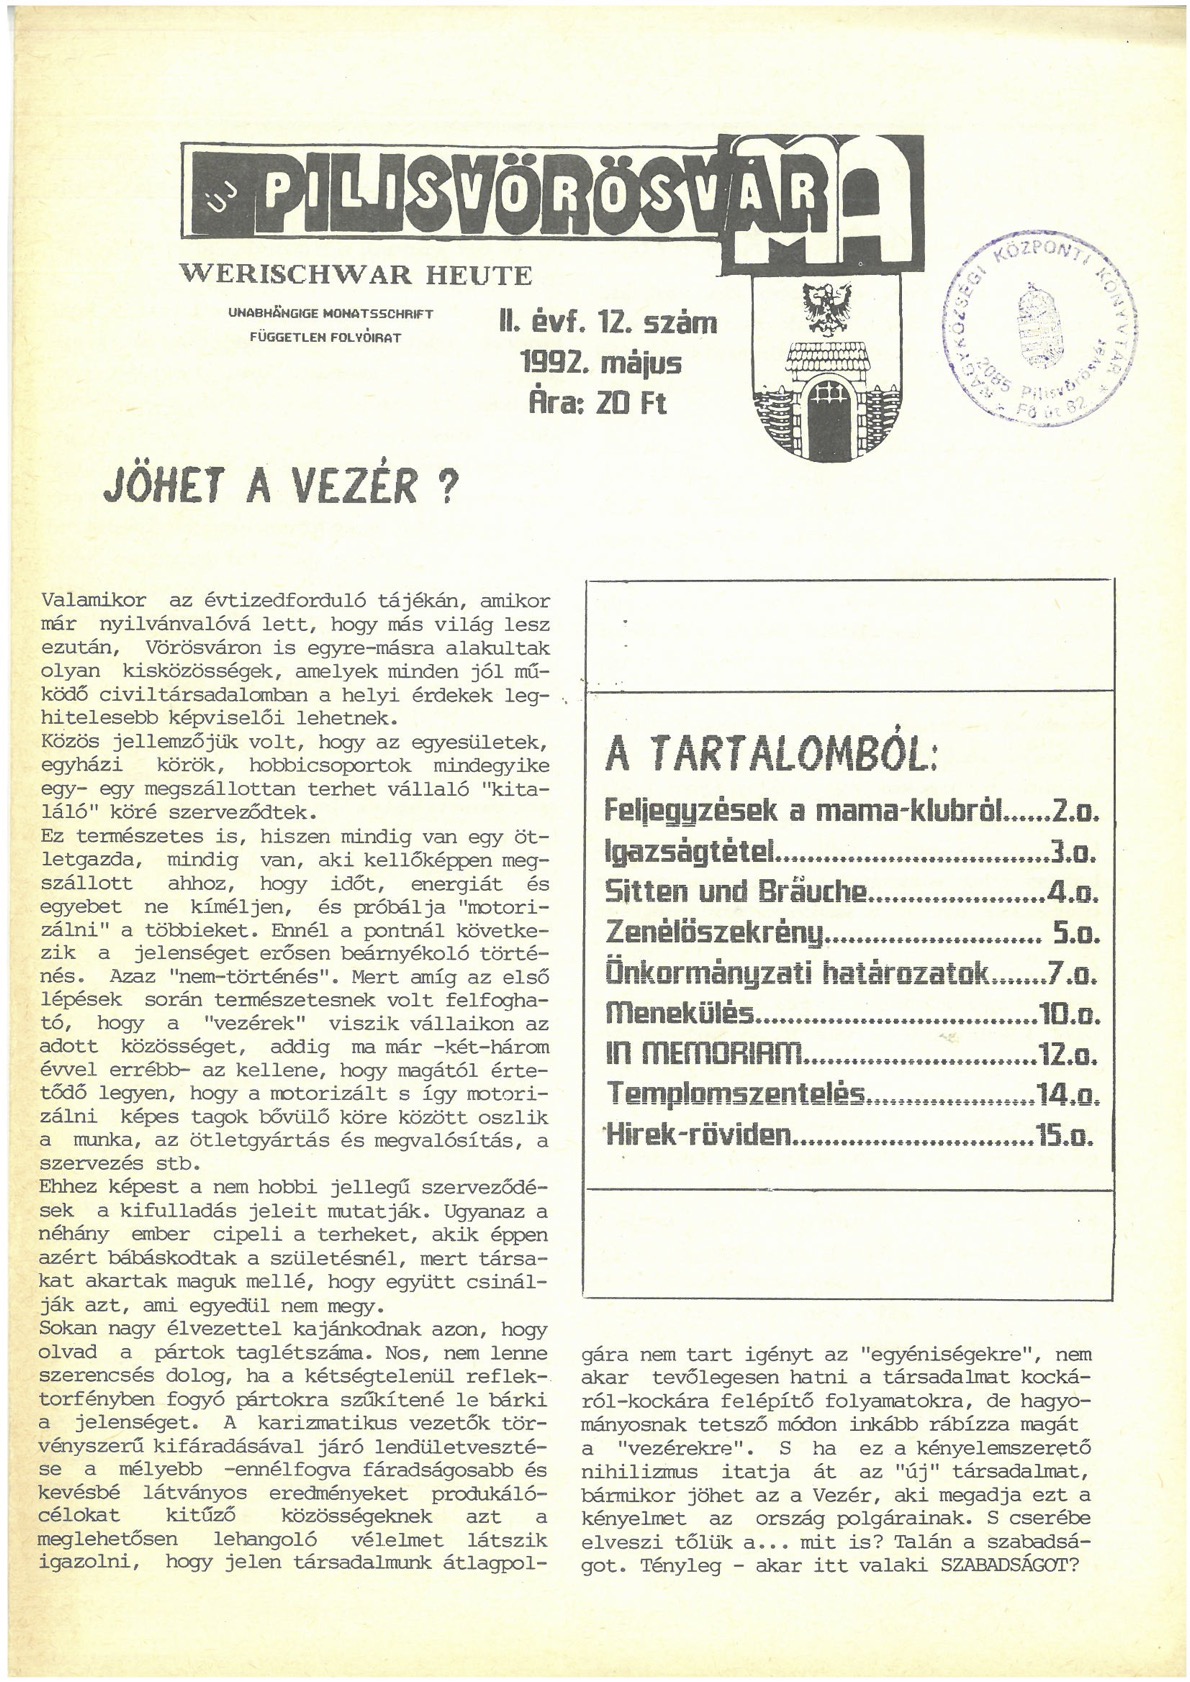 ÚJ PILISVÖRÖSVÁR MA
WERISCHWAR HEUTE
UNABHÄNGIGE MONATSSCHRIFT
FÜGGETLEN FOLYÓIRAT
II. évf. 12. szám
1992. május
Ára: 20 Ft
NAGYKÖZSÉGI KÖZPONTI KÖNYVTÁR
2085 Pilisvörösvár
Fő út 82
JÖHET A VEZÉR ?
Valamikor az évtizedforduló tájékán, amikor
már nyilvánvalóvá lett, hogy más világ lesz
ezután, Vörösváron is egyre-másra alakultak
olyan kisközösségek, amelyek minden jól mű-
ködő civiltársadalomban a helyi érdekek leg-
hitelesebb képviselői lehetnek.
Közös jellemzőjük volt, hogy az egyesületek,
egyházi körök, hobbicsoportok mindegyike
egy- egy megszállottan terhet vállaló "kita-
láló" köré szerveződtek.
Ez természetes is, hiszen mindig van egy öt-
letgazda, mindig van, aki kellőképpen meg-
szállott ahhoz, hogy időt, energiát és
egyebet ne kíméljen, és próbálja "motori-
zálni" a többieket. Ennél a pontnál követke-
zik a jelenséget erősen beárnyékoló törté-
nés. Azaz "nem-történés". Mert amíg az első
lépések során természetesnek volt felfogha-
tó, hogy a "vezérek" viszik vállaikon az
adott közösséget, addig ma már -két-három
évvel errébb- az kellene, hogy magától érte-
tődő legyen, hogy a motorizált s így motori-
zálni képes tagok bővülő köre között oszlik
a munka, az ötletgyártás és megvalósítás, a
szervezés stb.
Ehhez képest a nem hobbi jellegű szerveződé-
sek a kifulladás jeleit mutatják. Ugyanaz a
néhány ember cipeli a terheket, akik éppen
azért bábáskodtak a születésnél, mert társa-
kat akartak maguk mellé, hogy együtt csinál-
ják azt, ami egyedül nem megy.
Sokan nagy élvezettel kajánkodnak azon, hogy
olvad a pártok taglétszáma. Nos, nem lenne
szerencsés dolog, ha a kétségtelenül reflek-
torfényben fogyó pártokra szűkítené le bárki
a jelenséget. A karizmatikus vezetők tör-
vényszerű kifáradásával járó lendületveszté-
se a mélyebb -ennélfogva fáradságosabb és
kevésbé látványos eredményeket produkáló-
célokat kitűző közösségeknek azt a
meglehetősen lehangoló vélelmet látszik
igazolni, hogy jelen társadalmunk átlagpol-
A TARTALOMBÓL:
Feljegyzések a mama-klubról......2.o.
Igazságtétel..................................3.o.
Sitten und Bräuche......................4.o.
Zenélőszekrény........................... 5.o.
Önkormányzati határozatok.......7.o.
Menekülés...................................10.o.
IN MEMORIAM.............................12.o.
Templomszentelés.....................14.o.
Hirek-röviden..............................15.o.
gára nem tart igényt az "egyéniségekre", nem
akar tevőlegesen hatni a társadalmat kocká-
ról-kockára felépítő folyamatokra, de hagyo-
mányosnak tetsző módon inkább rábízza magát
a "vezérekre". S ha ez a kényelemszerető
nihilizmus itatja át az "új" társadalmat,
bármikor jöhet az a Vezér, aki megadja ezt a
kényelmet az ország polgárainak. S cserébe
elveszi tőlük a... mit is? Talán a szabadsá-
got. Tényleg - akar itt valaki SZABADSÁGOT?